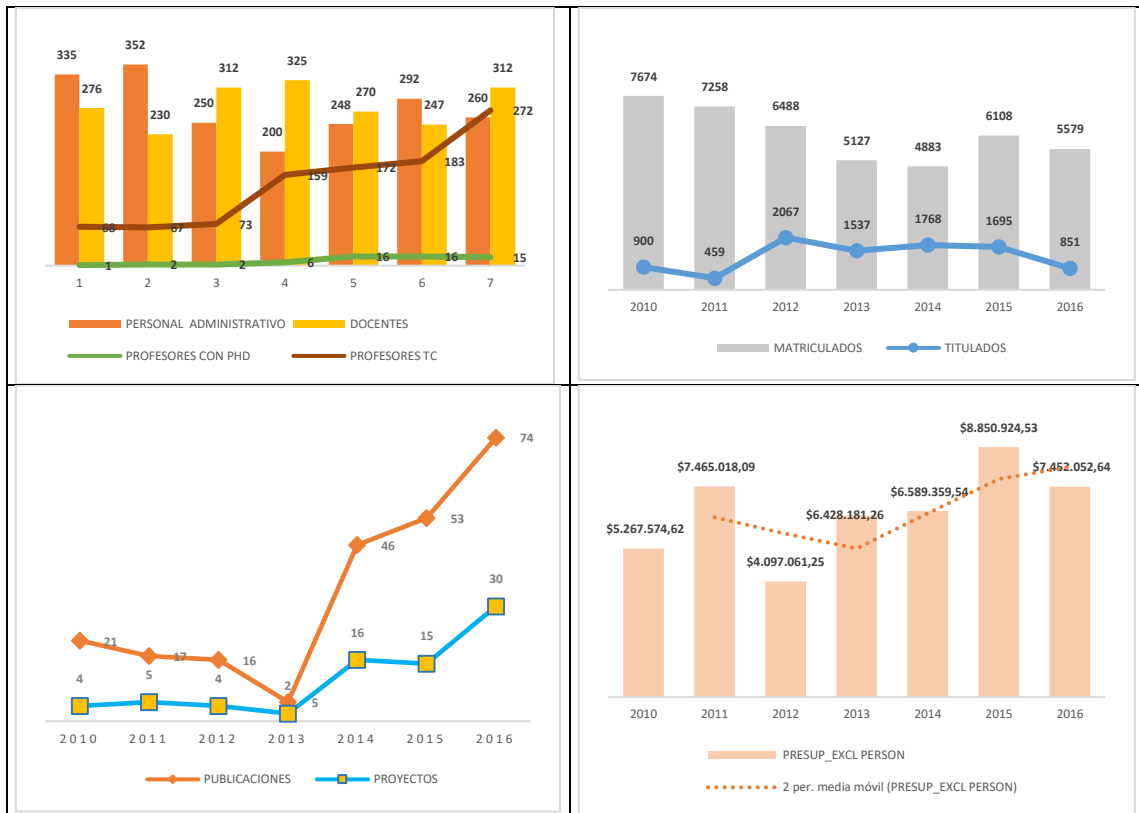 335 276 352 230 250 312 200 325 248 270 292 247 260 312
68 67 73 159 172 183 272
1 2 2 6 16 16 15
1 2 3 4 5 6 7
PERSONAL ADMINISTRATIVO DOCENTES
PROFESORES CON PHD PROFESORES TC
7674 7258 6488 5127 4883 6108 5579
900 459 2067 1537 1768 1695 851
2010 2011 2012 2013 2014 2015 2016
MATRICULADOS TITULADOS
21 17 16 5 46 53 74
4 5 4 2 16 15 30
2010 2011 2012 2013 2014 2015 2016
PUBLICACIONES PROYECTOS
$5.267.574,62 $7.465.018,09 $4.097.061,25 $6.428.181,26 $6.589.359,54 $8.850.924,53 $7.452.052,64
2010 2011 2012 2013 2014 2015 2016
PRESUP_EXCL PERSON
2 per. media móvil (PRESUP_EXCL PERSON)